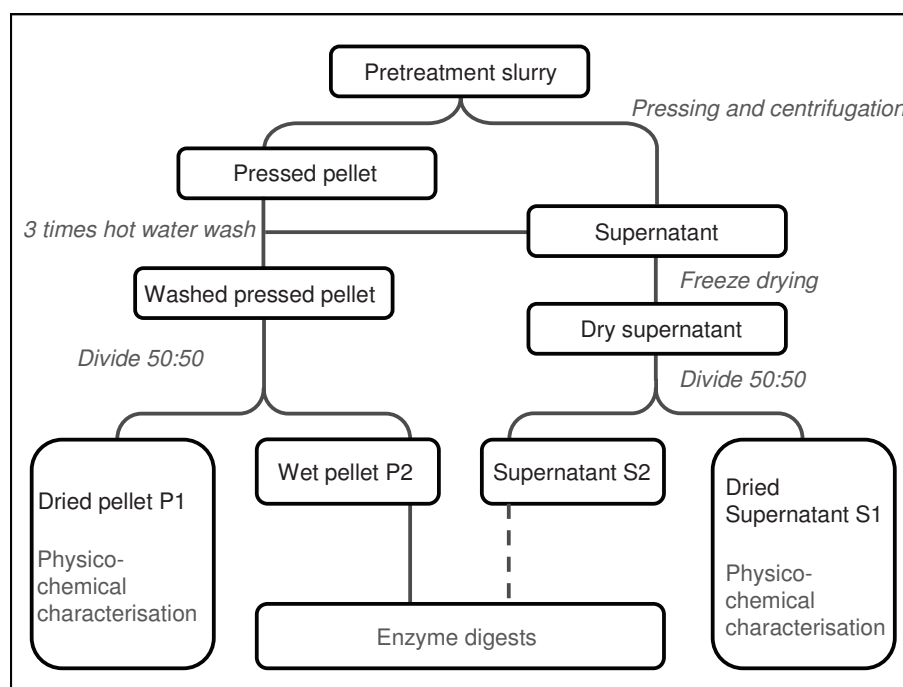 Pretreatment slurry
Pressing and centrifugation
Pressed pellet
3 times hot water wash
Supernatant
Washed pressed pellet
Freeze drying
Dry supernatant
Divide 50:50
Divide 50:50
Dried pellet P1
Physico-
chemical
characterisation
Wet pellet P2
Supernatant S2
Dried
Supernatant S1
Physico-
chemical
characterisation
Enzyme digests